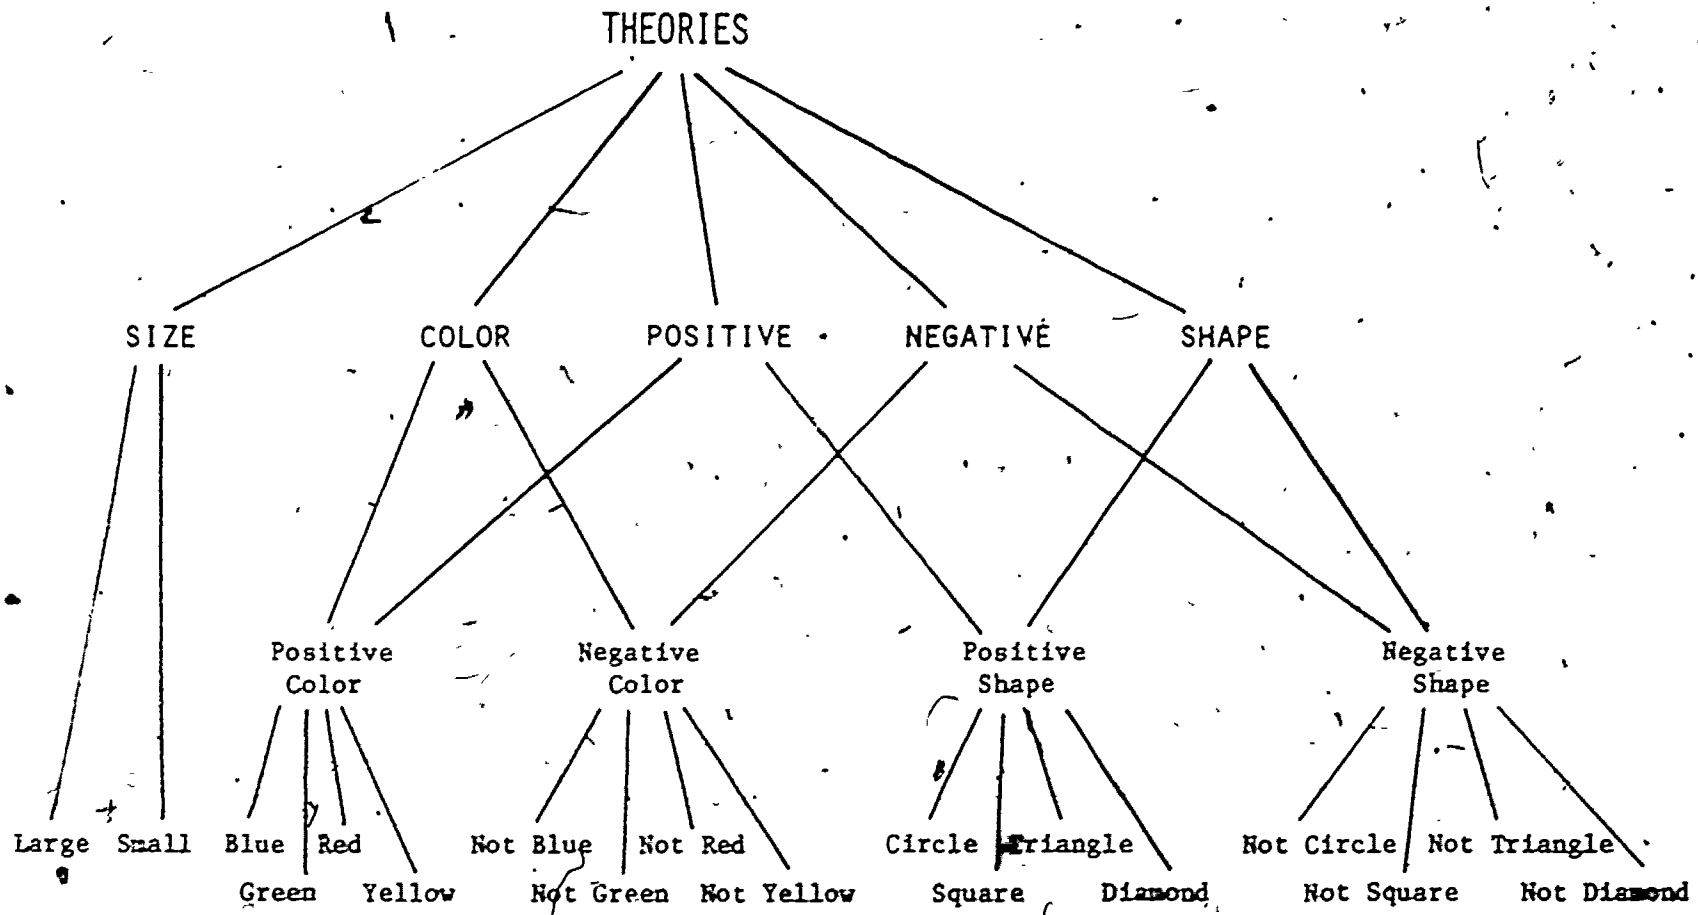 THEORIES
SIZE COLOR POSITIVE NEGATIVE SHAPE
Positive Color
Negative Color
Positive Shape
Negative Shape
Large Small Blue Red Not Blue Not Red Circle Triangle Not Circle Not Triangle
Green Yellow Not Green Not Yellow Square Diamond Not Square Not Diamond